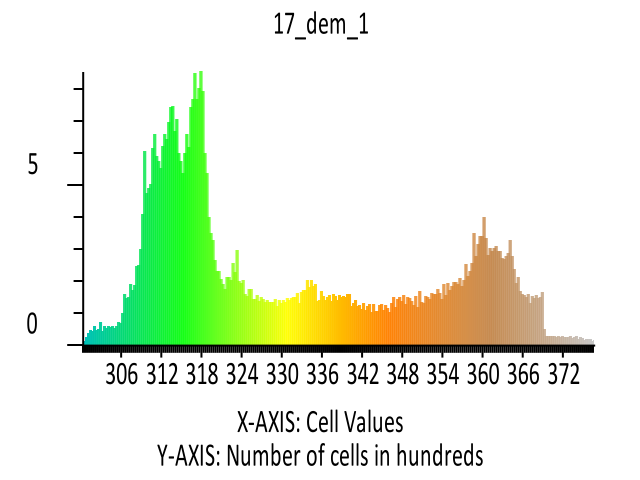 17_dem_1
5
0
306 312 318 324 330 336 342 348 354 360 366 372
X-AXIS: Cell Values
Y-AXIS: Number of cells in hundreds